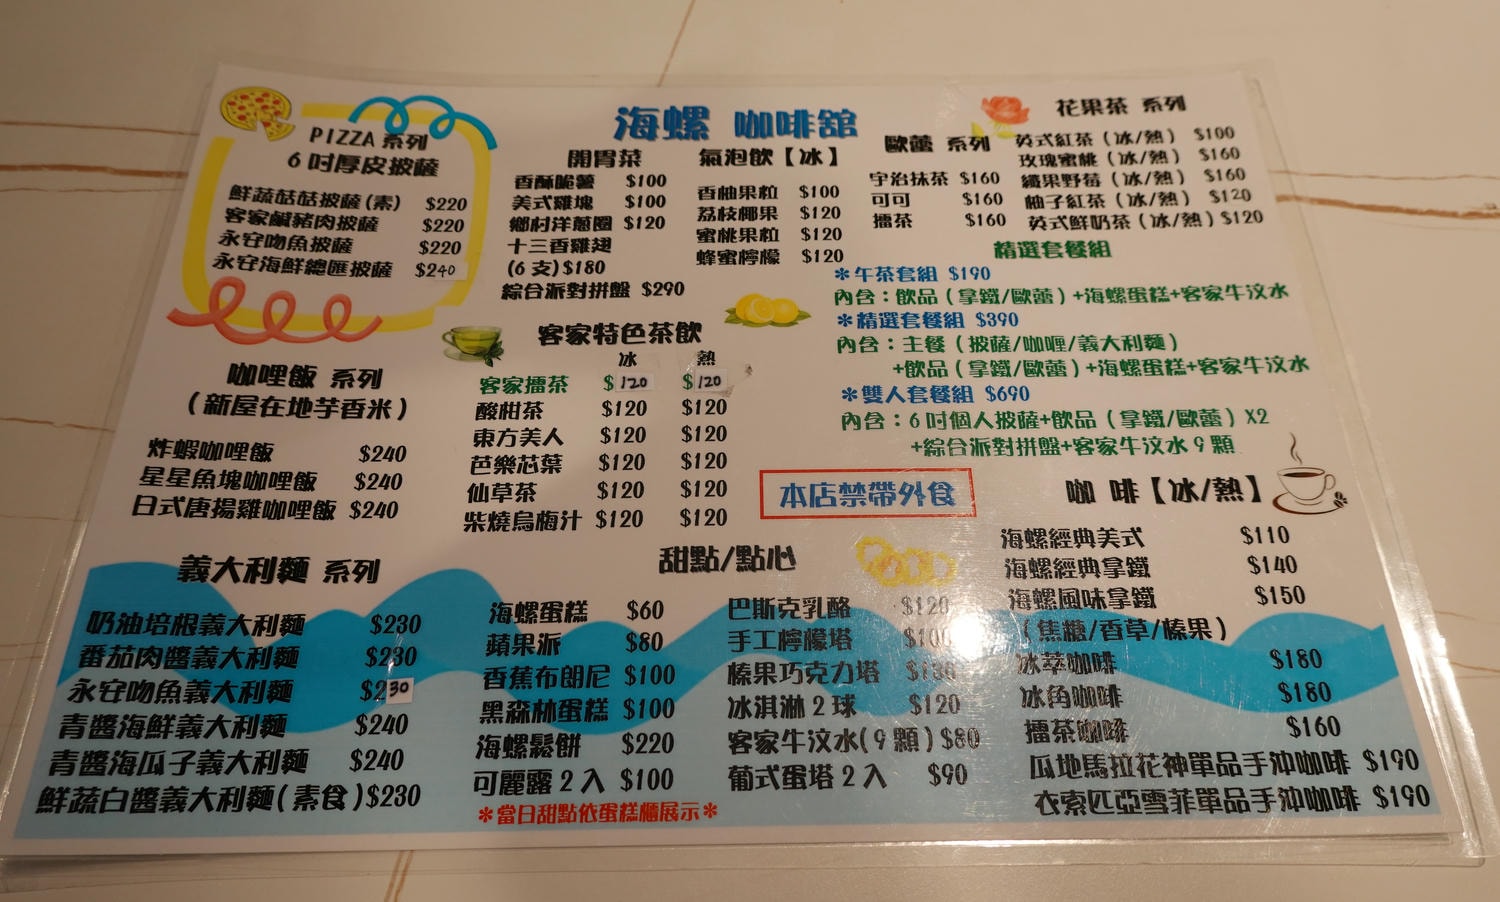 海螺 咖啡舘
PIZZA 系列
6吋厚皮披薩
鮮蔬菇菇披薩(素) $220
客家鹹豬肉披薩 $220
永安吻魚披薩 $220
永安海鮮總匯披薩 $240
開胃菜
香酥脆薯 $100
美式雞塊 $100
鄉村洋蔥圈 $120
十三香雞翅
(6支)$180
綜合派對拼盤 $290
氣泡飲【冰】
香柚果粒 $100
荔枝椰果 $120
蜜桃果粒 $120
蜂蜜檸檬 $120
歐蕾 系列
宇治抹茶 $160
可可 $160
擂茶 $160
花果茶 系列
英式紅茶（冰/熱） $100
玫瑰蜜桃（冰/熱） $160
纖果野莓（冰/熱） $160
柚子紅茶（冰/熱） $120
英式鮮奶茶（冰/熱）$120
精選套餐組
＊午茶套組 $190
內含：飲品（拿鐵/歐蕾）+海螺蛋糕+客家牛汶水
＊精選套餐組 $390
內含：主餐（披薩/咖喱/義大利麵）
+飲品（拿鐵/歐蕾）+海螺蛋糕+客家牛汶水
＊雙人套餐組 $690
內含：6吋個人披薩+飲品（拿鐵/歐蕾）X2
+綜合派對拼盤+客家牛汶水9顆
客家特色茶飲
冰 熱
客家擂茶 $120 $120
酸柑茶 $120 $120
東方美人 $120 $120
芭樂芯葉 $120 $120
仙草茶 $120 $120
柴燒烏梅汁 $120 $120
咖哩飯 系列
（新屋在地芋香米）
炸蝦咖哩飯 $240
星星魚塊咖哩飯 $240
日式唐揚雞咖哩飯 $240
本店禁帶外食
咖 啡【冰/熱】
海螺經典美式 $110
海螺經典拿鐵 $140
海螺風味拿鐵 $150
（焦糖/香草/榛果）
冰萃咖啡 $180
冰角咖啡 $180
擂茶咖啡 $160
瓜地馬拉花神單品手沖咖啡 $190
衣索匹亞雪菲單品手沖咖啡 $190
義大利麵 系列
奶油培根義大利麵 $230
番茄肉醬義大利麵 $230
永安吻魚義大利麵 $230
青醬海鮮義大利麵 $240
青醬海瓜子義大利麵 $240
鮮蔬白醬義大利麵(素食)$230
甜點/點心
海螺蛋糕 $60
蘋果派 $80
香蕉布朗尼 $100
黑森林蛋糕 $100
海螺鬆餅 $220
可麗露2入 $100
巴斯克乳酪 $120
手工檸檬塔 $100
榛果巧克力塔
冰淇淋2球 $120
客家牛汶水(9顆)$80
葡式蛋塔2入 $90
＊當日甜點依蛋糕櫃展示＊